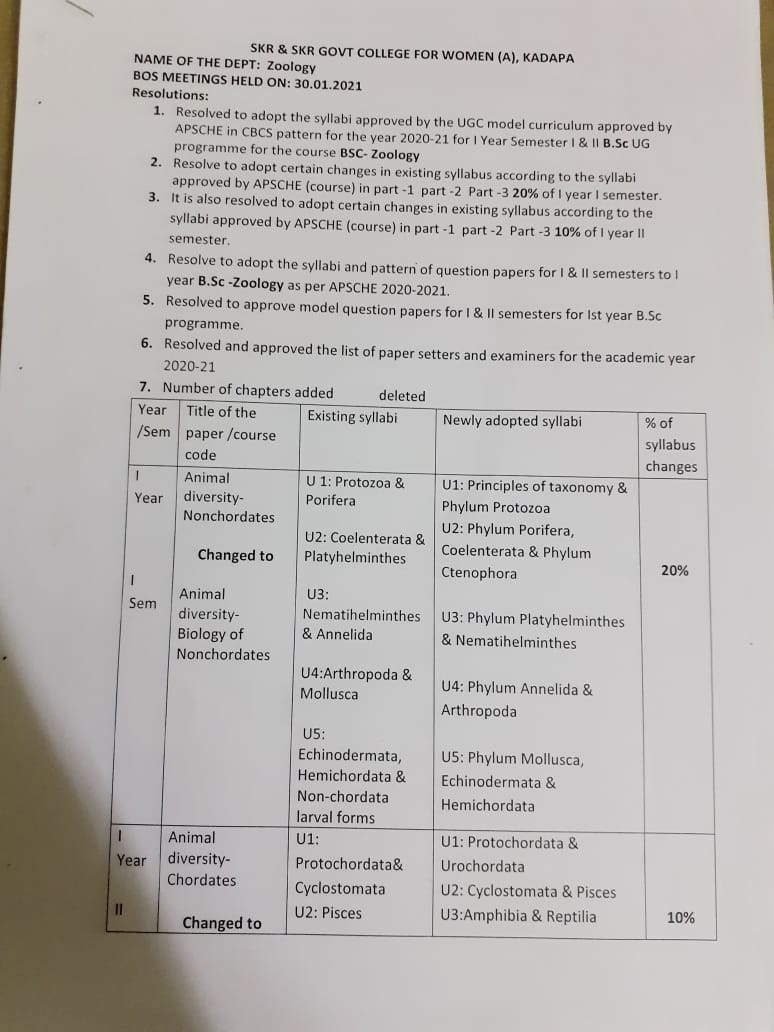 SKR & SKR GOVT COLLEGE FOR WOMEN (A), KADAPA
NAME OF THE DEPT: Zoology
BOS MEETINGS HELD ON: 30.01.2021
Resolutions:
1. Resolved to adopt the syllabi approved by the UGC model curriculum approved by
APSCHE in CBCS pattern for the year 2020-21 for I Year Semester I & II B.Sc UG
programme for the course BSC- Zoology
2. Resolve to adopt certain changes in existing syllabus according to the syllabi
approved by APSCHE (course) in part -1 part -2 Part -3 20% of I year I semester.
3. It is also resolved to adopt certain changes in existing syllabus according to the
syllabi approved by APSCHE (course) in part -1 part -2 Part -3 10% of I year II
semester.
4. Resolve to adopt the syllabi and pattern of question papers for I & II semesters to I
year B.Sc -Zoology as per APSCHE 2020-2021.
5. Resolved to approve model question papers for I & II semesters for Ist year B.Sc
programme.
6. Resolved and approved the list of paper setters and examiners for the academic year
2020-21
7. Number of chapters added deleted
Year
/Sem
Title of the
paper /course
code
Existing syllabi
Newly adopted syllabi
% of
syllabus
changes
I
Year
I
Sem
Animal
diversity-
Nonchordates
Changed to
Animal
diversity-
Biology of
Nonchordates
U 1: Protozoa &
Porifera
U2: Coelenterata &
Platyhelminthes
U3:
Nematihelminthes
& Annelida
U4:Arthropoda &
Mollusca
U5:
Echinodermata,
Hemichordata &
Non-chordata
larval forms
U1: Principles of taxonomy &
Phylum Protozoa
U2: Phylum Porifera,
Coelenterata & Phylum
Ctenophora
U3: Phylum Platyhelminthes
& Nematihelminthes
U4: Phylum Annelida &
Arthropoda
U5: Phylum Mollusca,
Echinodermata &
Hemichordata
20%
I
Year
II
Animal
diversity-
Chordates
Changed to
U1:
Protochordata&
Cyclostomata
U2: Pisces
U1: Protochordata &
Urochordata
U2: Cyclostomata & Pisces
U3:Amphibia & Reptilia
10%